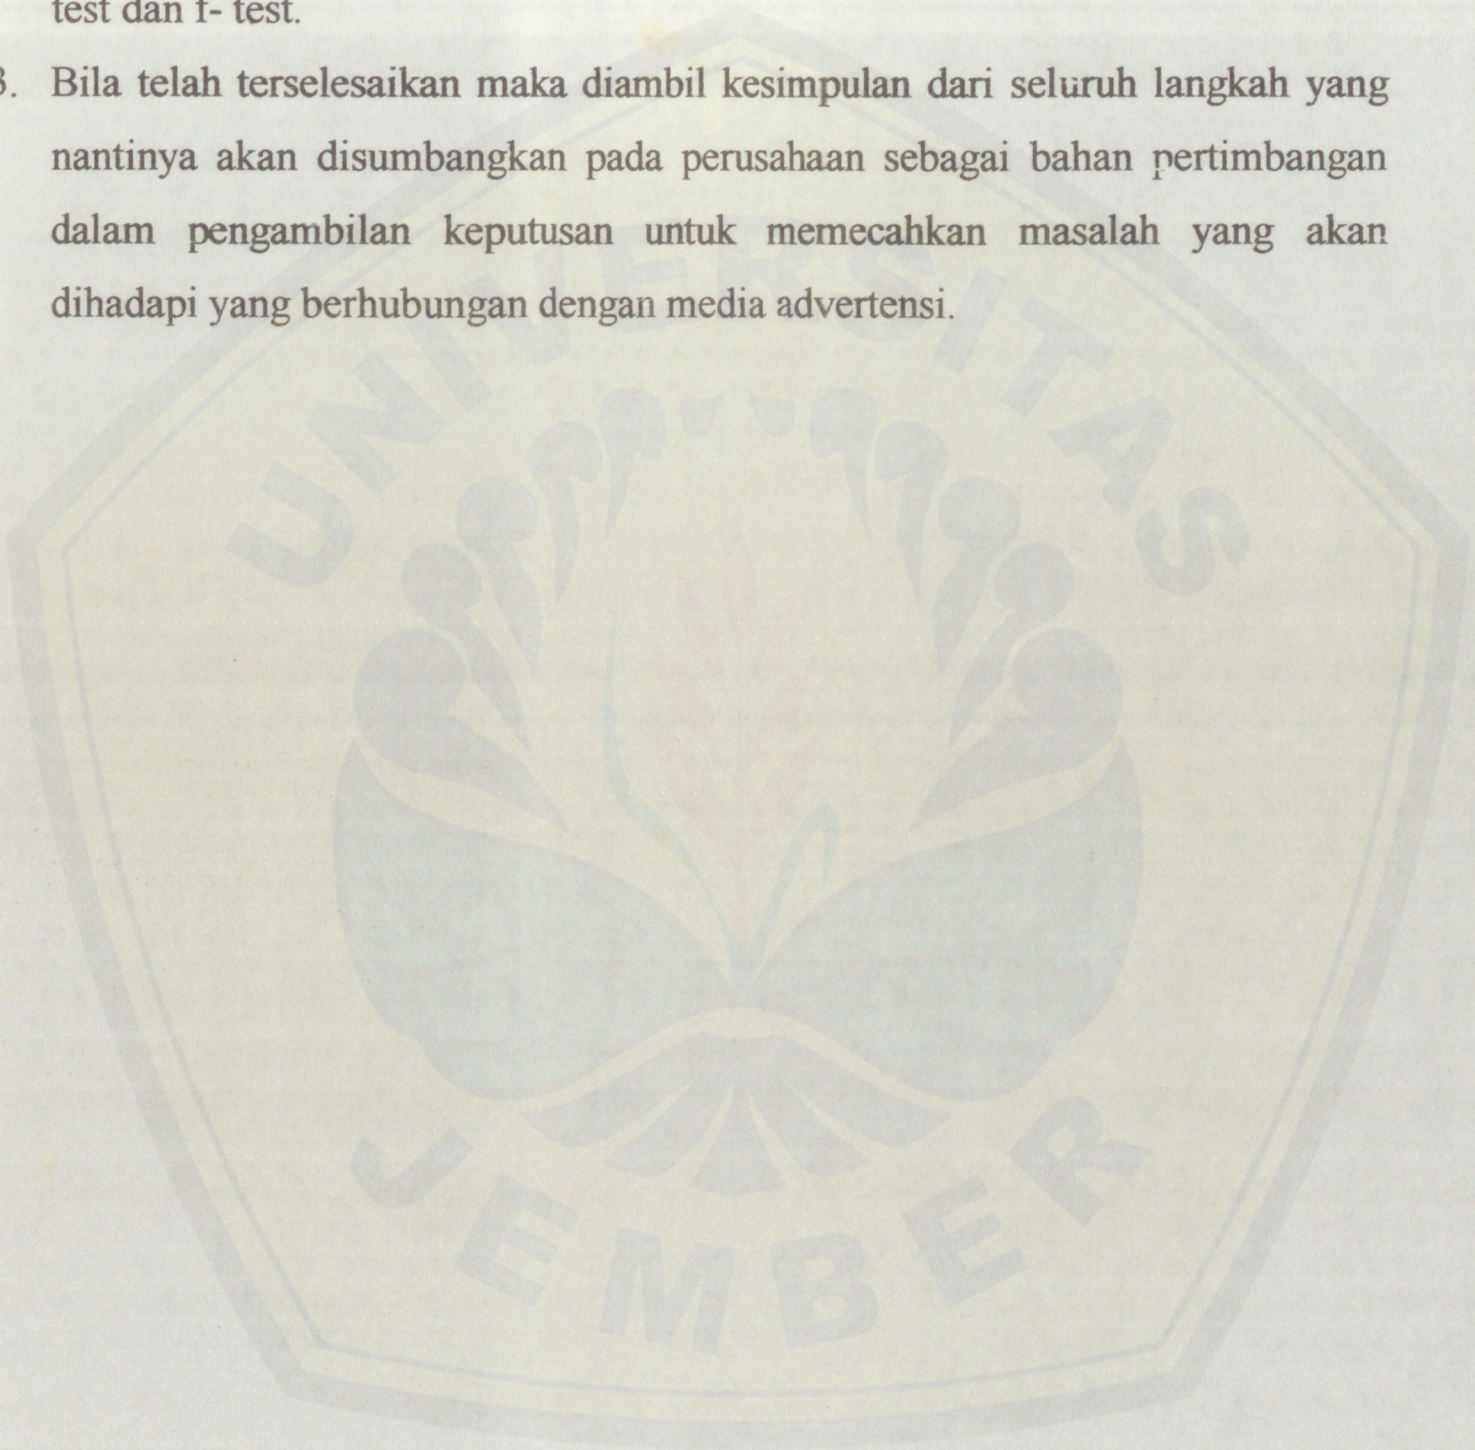 test dan f- test.
3. Bila telah terselesaikan maka diambil kesimpulan dari seluruh langkah yang
nantinya akan disumbangkan pada perusahaan sebagai bahan pertimbangan
dalam pengambilan keputusan untuk memecahkan masalah yang akan
dihadapi yang berhubungan dengan media advertensi.
UNIVERSITAS
JEMBER